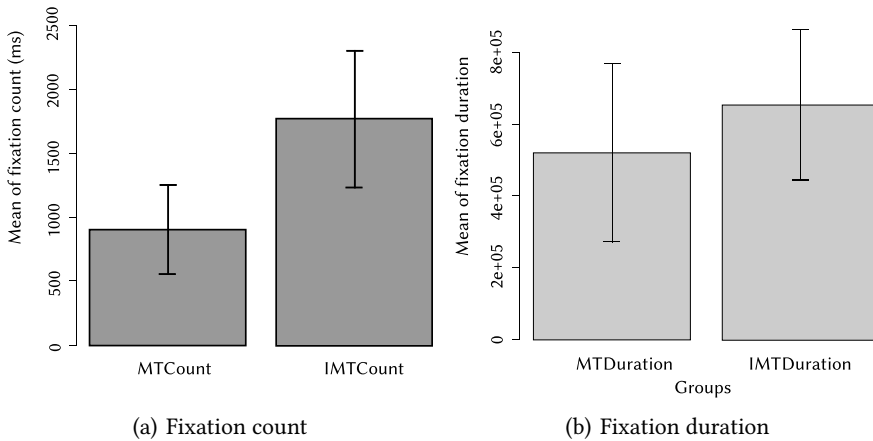 Mean of fixation count (ms)
2500
2000
1500
1000
500
0
MTCount
IMTCount
(a) Fixation count
Mean of fixation duration
8e+05
6e+05
4e+05
2e+05
0
MTDuration
IMTDuration
Groups
(b) Fixation duration